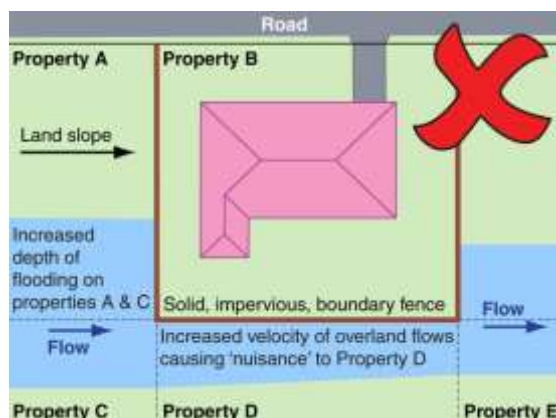 Road
Property A
Property B
Land slope
Increased
depth of
flooding on
properties A & C
Solid, impervious, boundary fence
Flow
Flow
Increased velocity of overland flows
causing 'nuisance' to Property D
Property C
Property D
Property E